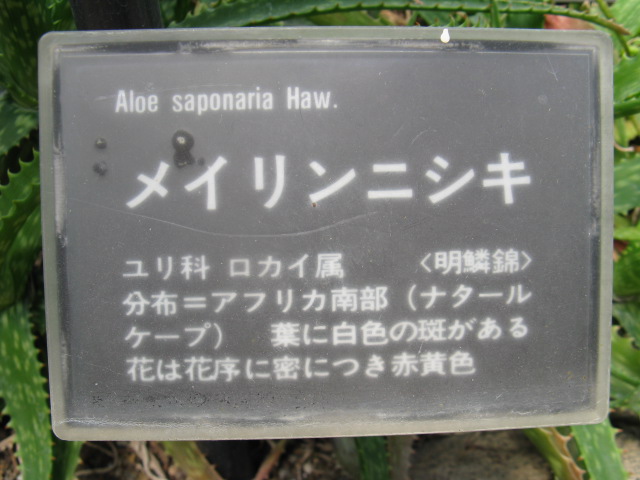 Aloe saponaria Haw.
メイリンニシキ
ユリ科 ロカイ属 〈明鱗錦〉
分布＝アフリカ南部（ナタール
ケープ） 葉に白色の斑がある
花は花序に密につき赤黄色